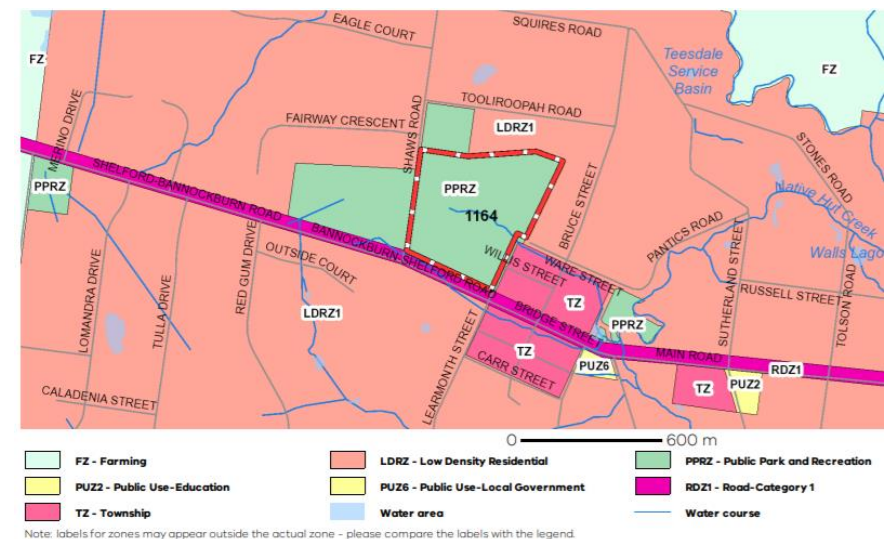 EAGLE COURT
SQUIRES ROAD
FZ
Teesdale
Service
Basin
FZ
MERINO DRIVE
TOOLIROOPAH ROAD
FAIRWAY CRESCENT
LDRZ1
SHAWS ROAD
STONES ROAD
SHELFORD-BANNOCKBURN ROAD
PPRZ
PPRZ
1164
BRUCE STREET
Native Hut Creek
PANTICS ROAD
Wallis Lago
BANNOCKBURN-SHELFORD ROAD
WILLIS STREET
WARE STREET
OUTSIDE COURT
RED GUM DRIVE
LOMANDRA DRIVE
TULLA DRIVE
LDRZ1
TZ
RUSSELL STREET
SUTHERLAND STREET
TOLSON ROAD
PPRZ
BRIDGE STREET
TZ
MAIN ROAD
RDZ1
PUZ6
CARR STREET
LEARMONTH STREET
TZ
PUZ2
CALADENIA STREET
0 600 m
FZ - Farming
LDRZ - Low Density Residential
PPRZ - Public Park and Recreation
PUZ2 - Public Use-Education
PUZ6 - Public Use-Local Government
RDZ1 - Road-Category 1
TZ - Township
Water area
Water course
Note: labels for zones may appear outside the actual zone - please compare the labels with the legend.